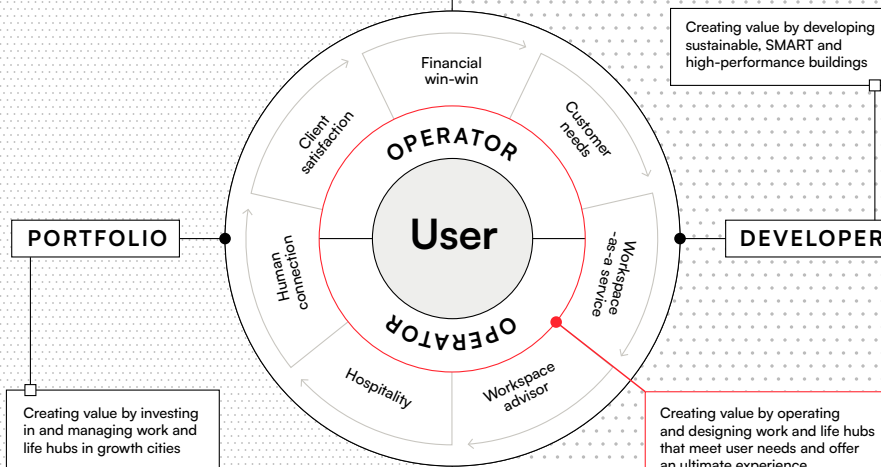 Creating value by developing
sustainable, SMART and
high-performance buildings
Financial
win-win
Client
satisfaction
Customer
needs
OPERATOR
PORTFOLIO
User
DEVELOPER
Human
connection
Workspace
-as-a service
OPERATOR
Hospitality
Workspace
advisor
Creating value by investing
in and managing work and
life hubs in growth cities
Creating value by operating
and designing work and life hubs
that meet user needs and offer
an ultimate experience